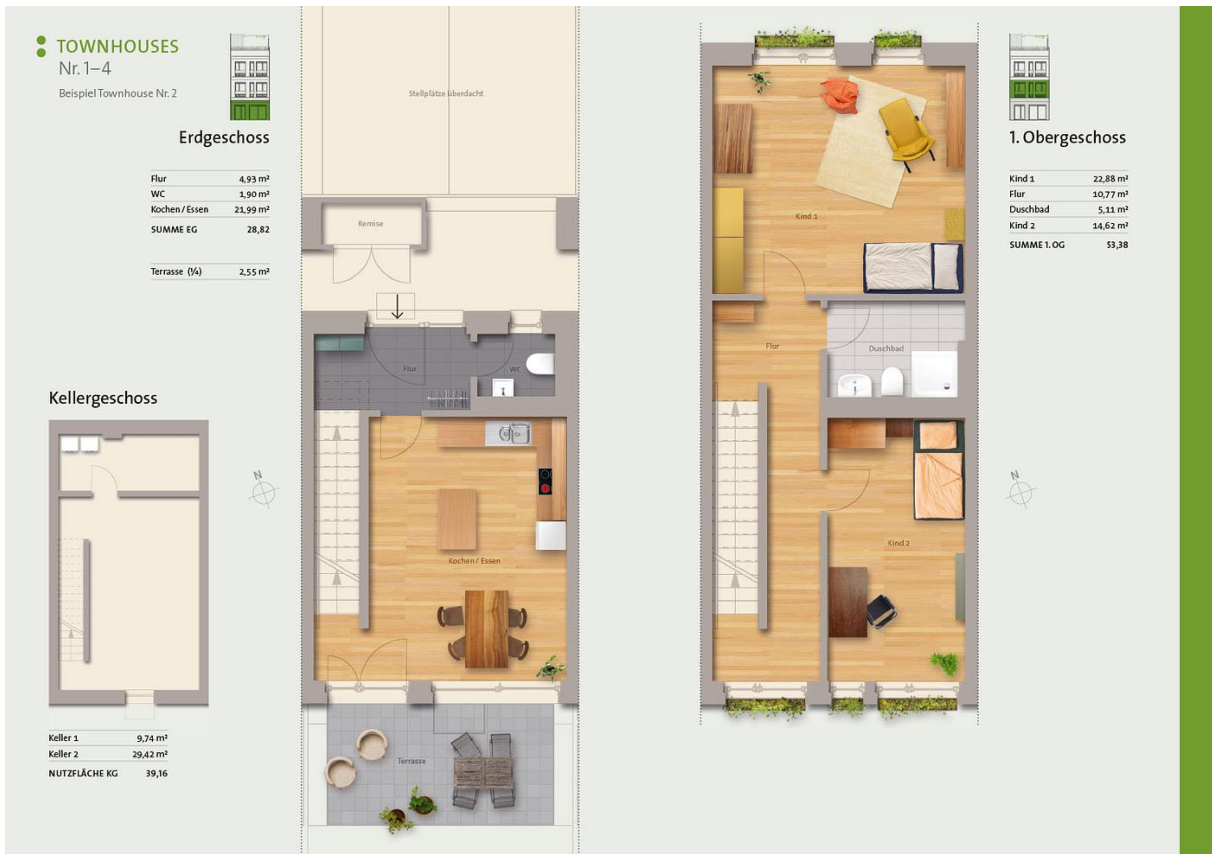 TOWNHOUSES
Nr. 1–4
Beispiel Townhouse Nr. 2
Erdgeschoss
Flur 4,93 m²
WC 1,90 m²
Kochen / Essen 21,99 m²
SUMME EG 28,82
Terrasse (¼) 2,55 m²
Kellergeschoss
N
Keller 1 9,74 m²
Keller 2 29,42 m²
NUTZFLÄCHE KG 39,16
Stellplätze überdacht
Remise
Flur
WC
Kochen / Essen
Terrasse
Kind 1
Flur
Duschbad
Kind 2
1. Obergeschoss
Kind 1 22,88 m²
Flur 10,77 m²
Duschbad 5,11 m²
Kind 2 14,62 m²
SUMME 1. OG 53,38
N